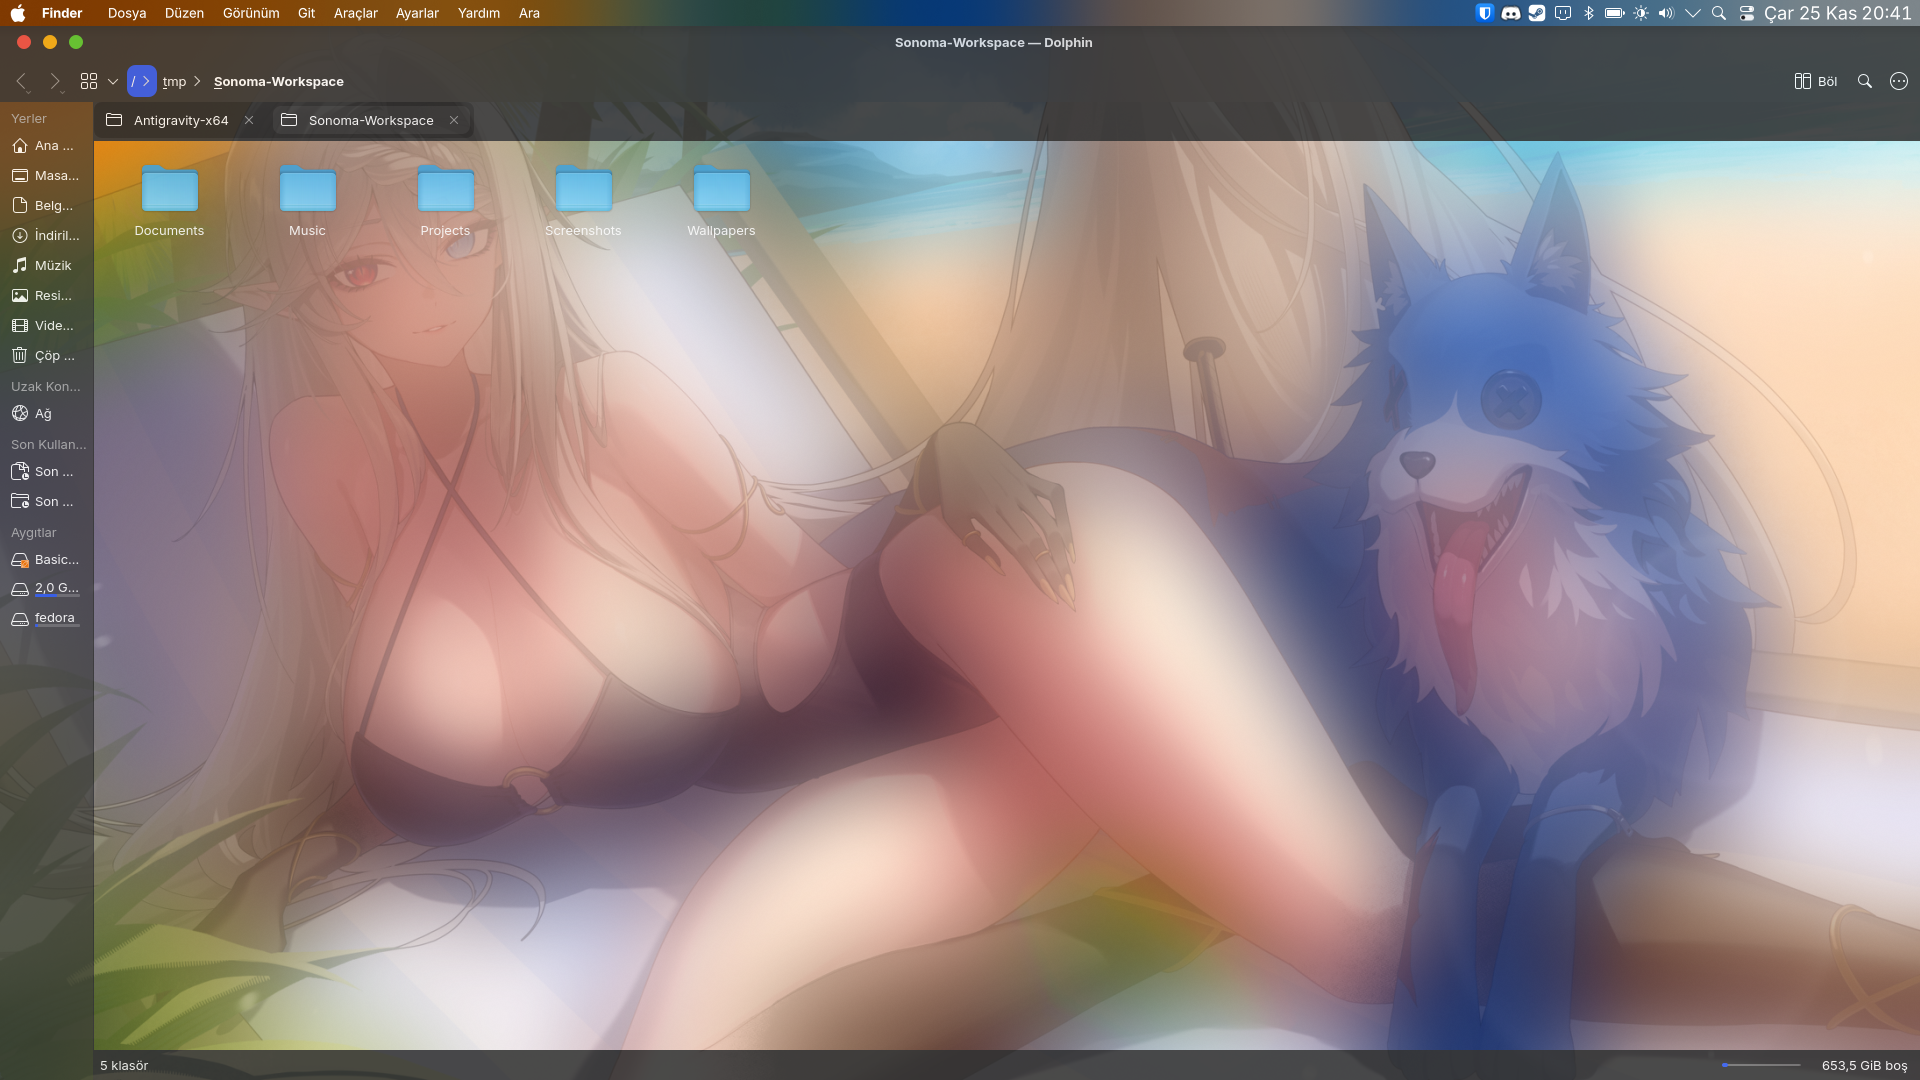 Finder Dosya Düzen Görünüm Git Araçlar Ayarlar Yardım Ara Çar 25 Kas 20:41
Sonoma-Workspace — Dolphin
/ tmp Sonoma-Workspace Böl
Yerler
Antigravity-x64 Sonoma-Workspace
Ana ...
Masa...
Belg...
İndiril...
Müzik
Resi...
Vide...
Çöp ...
Uzak Kon...
Ağ
Son Kullan...
Son ...
Son ...
Aygıtlar
Basic...
2,0 G...
fedora
Documents Music Projects Screenshots Wallpapers
5 klasör 653,5 GiB boş